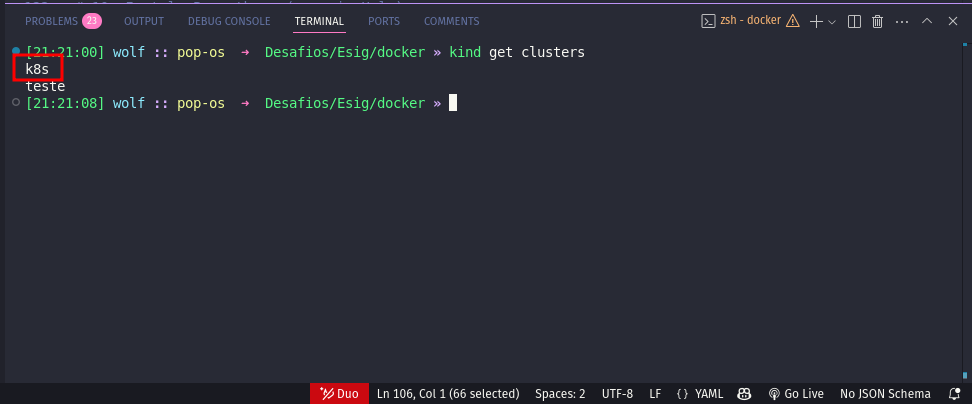 PROBLEMS 23 OUTPUT DEBUG CONSOLE TERMINAL PORTS COMMENTS zsh - docker
[21:21:00] wolf :: pop-os → Desafios/Esig/docker » kind get clusters
k8s
teste
[21:21:08] wolf :: pop-os → Desafios/Esig/docker »
Duo Ln 106, Col 1 (66 selected) Spaces: 2 UTF-8 LF {} YAML Go Live No JSON Schema